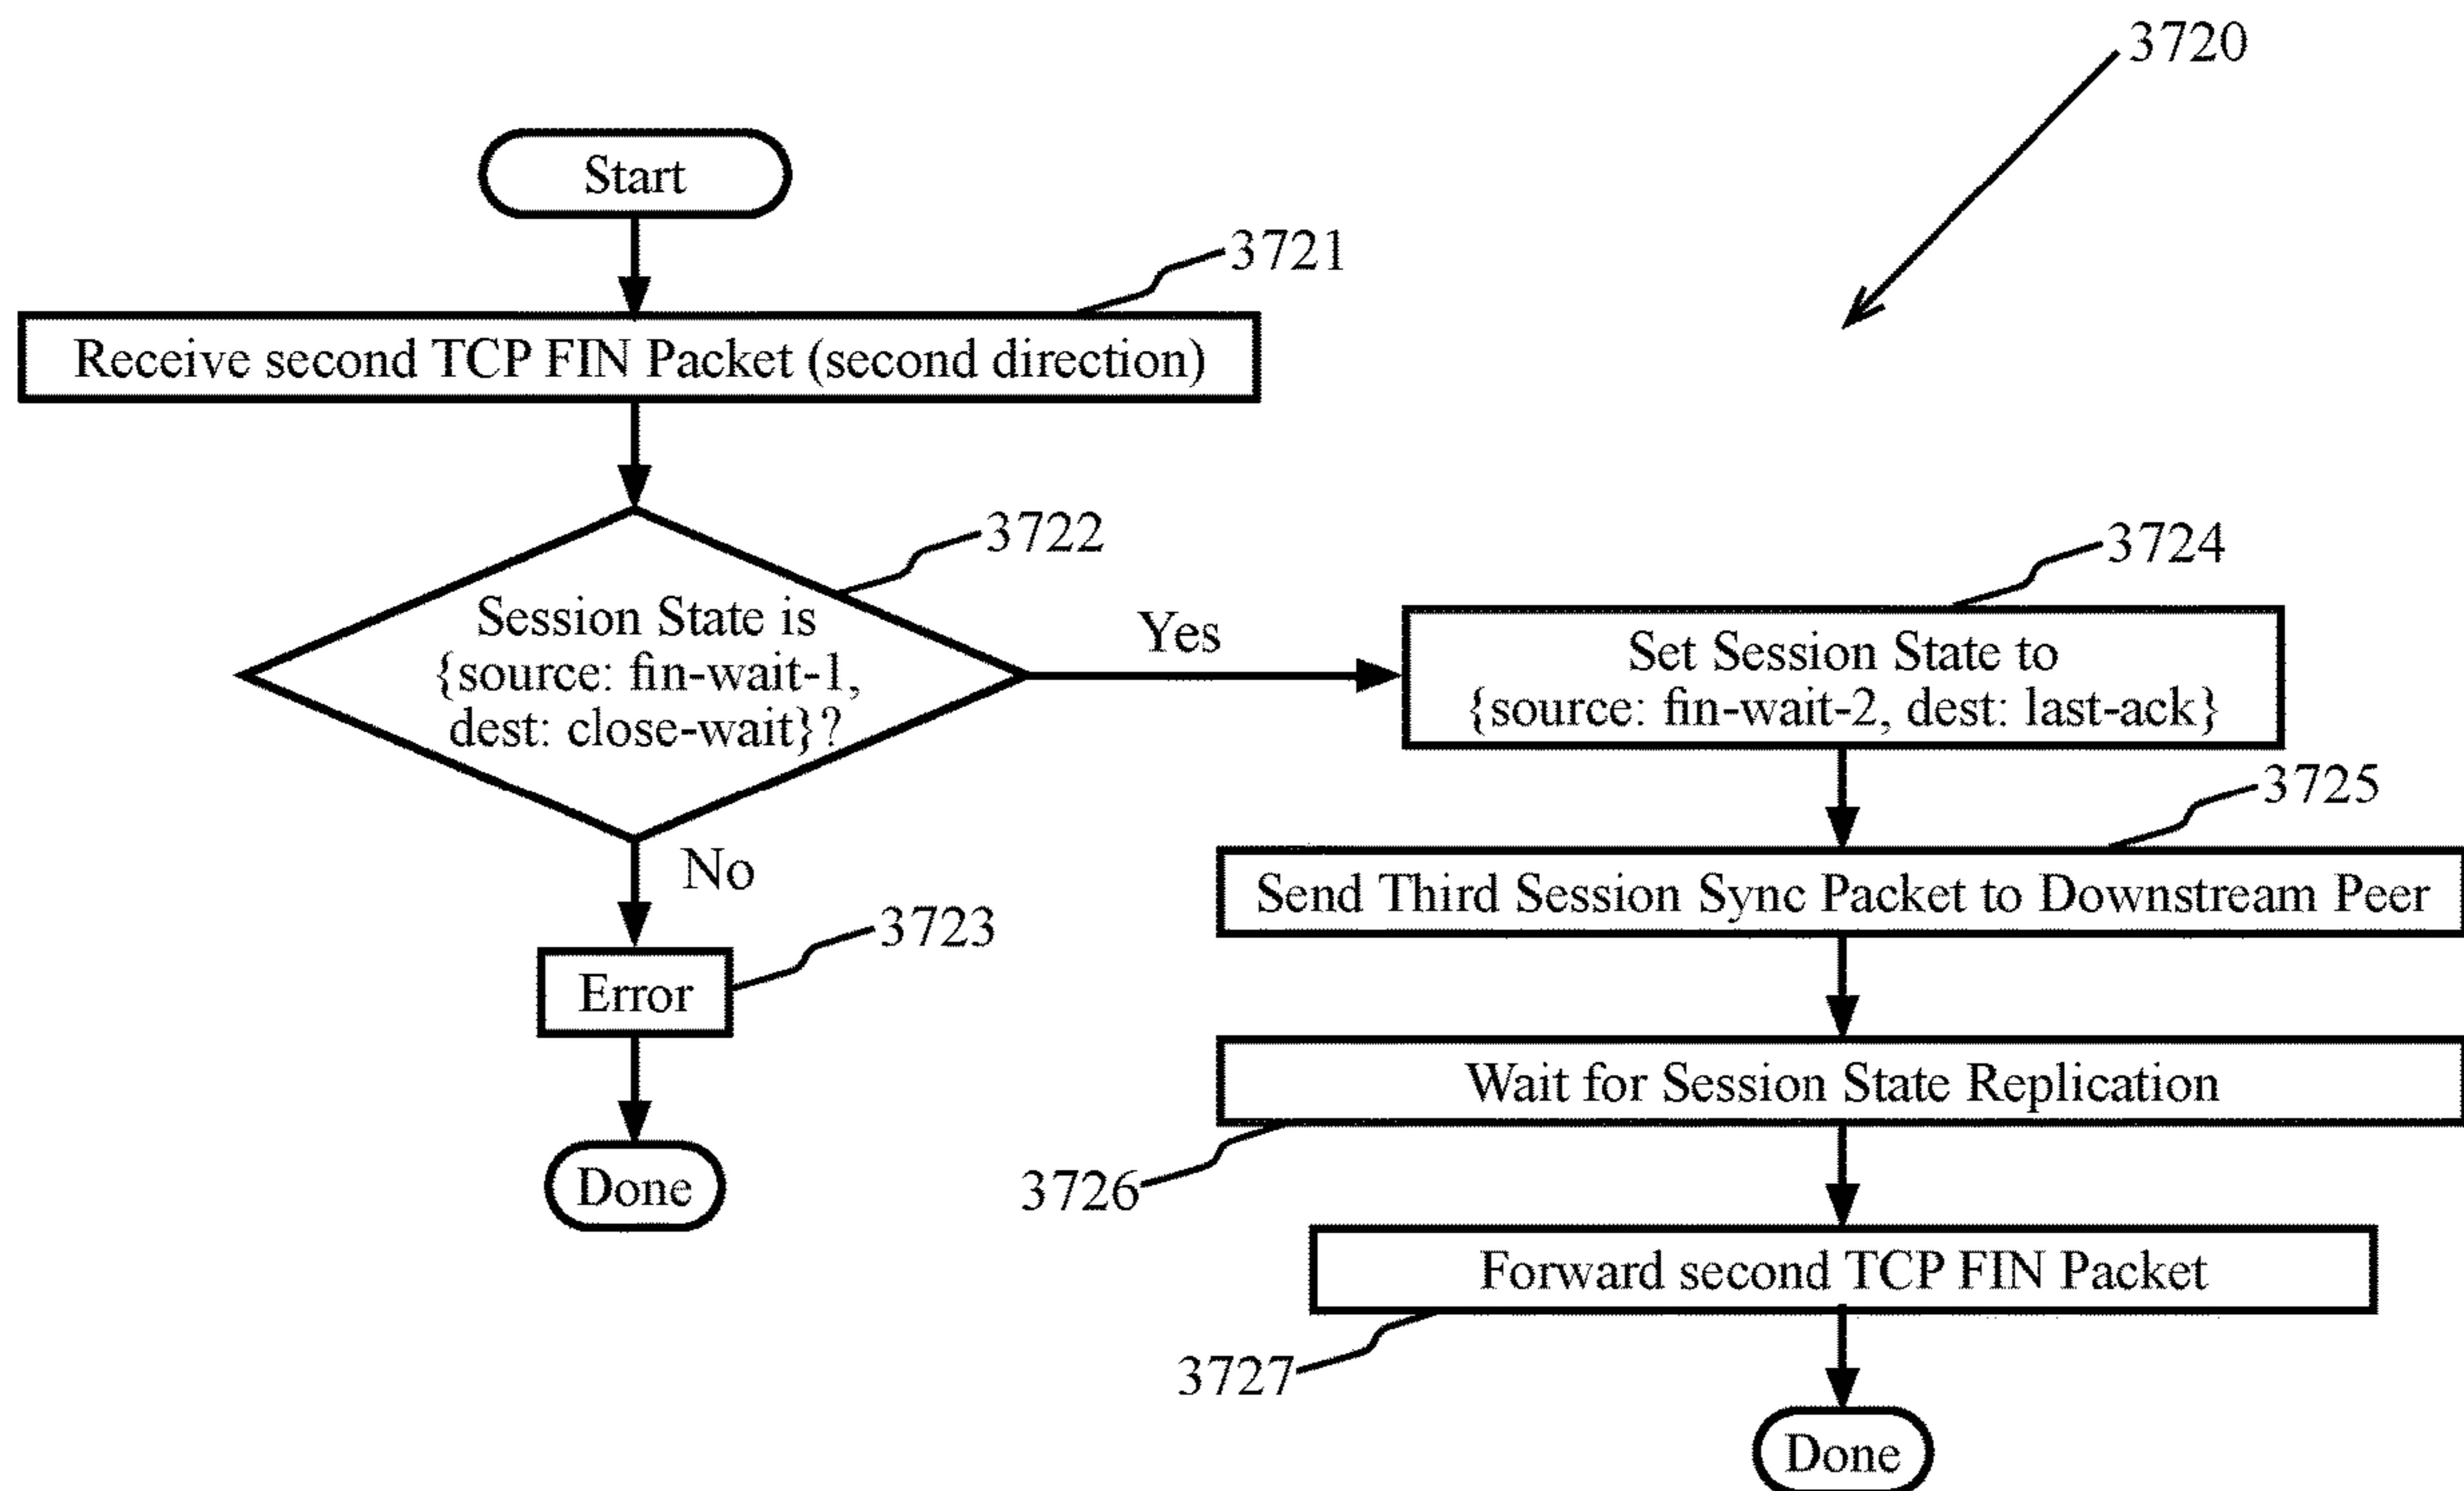 3720
Start
3721
Receive second TCP FIN Packet (second direction)
3722
Session State is
{source: fin-wait-1,
dest: close-wait}?
Yes
3724
Set Session State to
{source: fin-wait-2, dest: last-ack}
3725
Send Third Session Sync Packet to Downstream Peer
No
3723
Error
Done
Wait for Session State Replication
3726
Forward second TCP FIN Packet
3727
Done